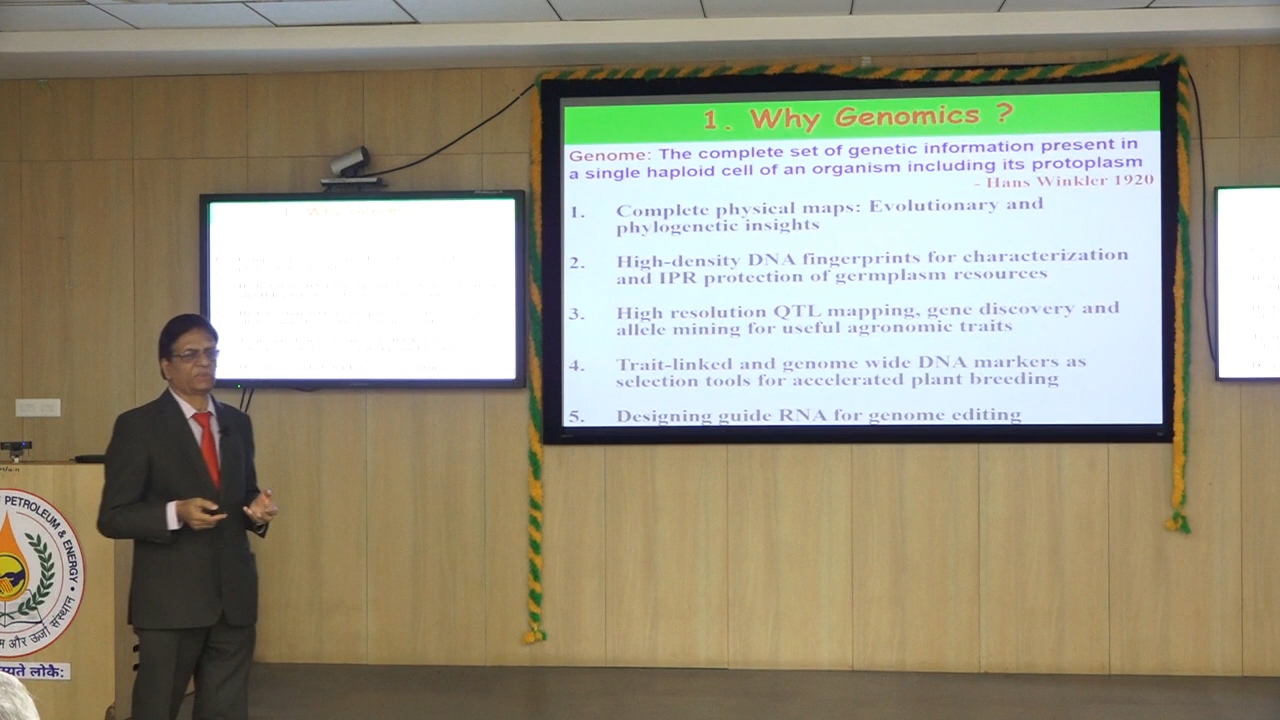 1. Why Genomics ?
Genome: The complete set of genetic information present in
a single haploid cell of an organism including its protoplasm
- Hans Winkler 1920
1. Complete physical maps: Evolutionary and
phylogenetic insights
2. High-density DNA fingerprints for characterization
and IPR protection of germplasm resources
3. High resolution QTL mapping, gene discovery and
allele mining for useful agronomic traits
4. Trait-linked and genome wide DNA markers as
selection tools for accelerated plant breeding
5. Designing guide RNA for genome editing
PETROLEUM & ENERGY
और ऊर्जा संस्थान
लोकै: